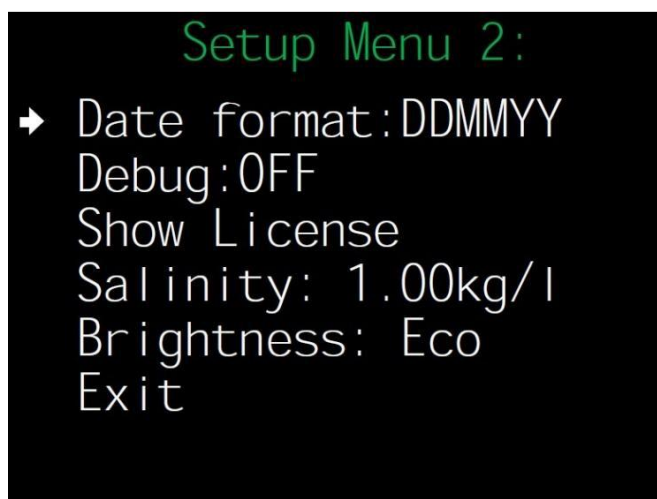 Setup Menu 2:
Date format:DDMMYY
Debug:OFF
Show License
Salinity: 1.00kg/l
Brightness: Eco
Exit